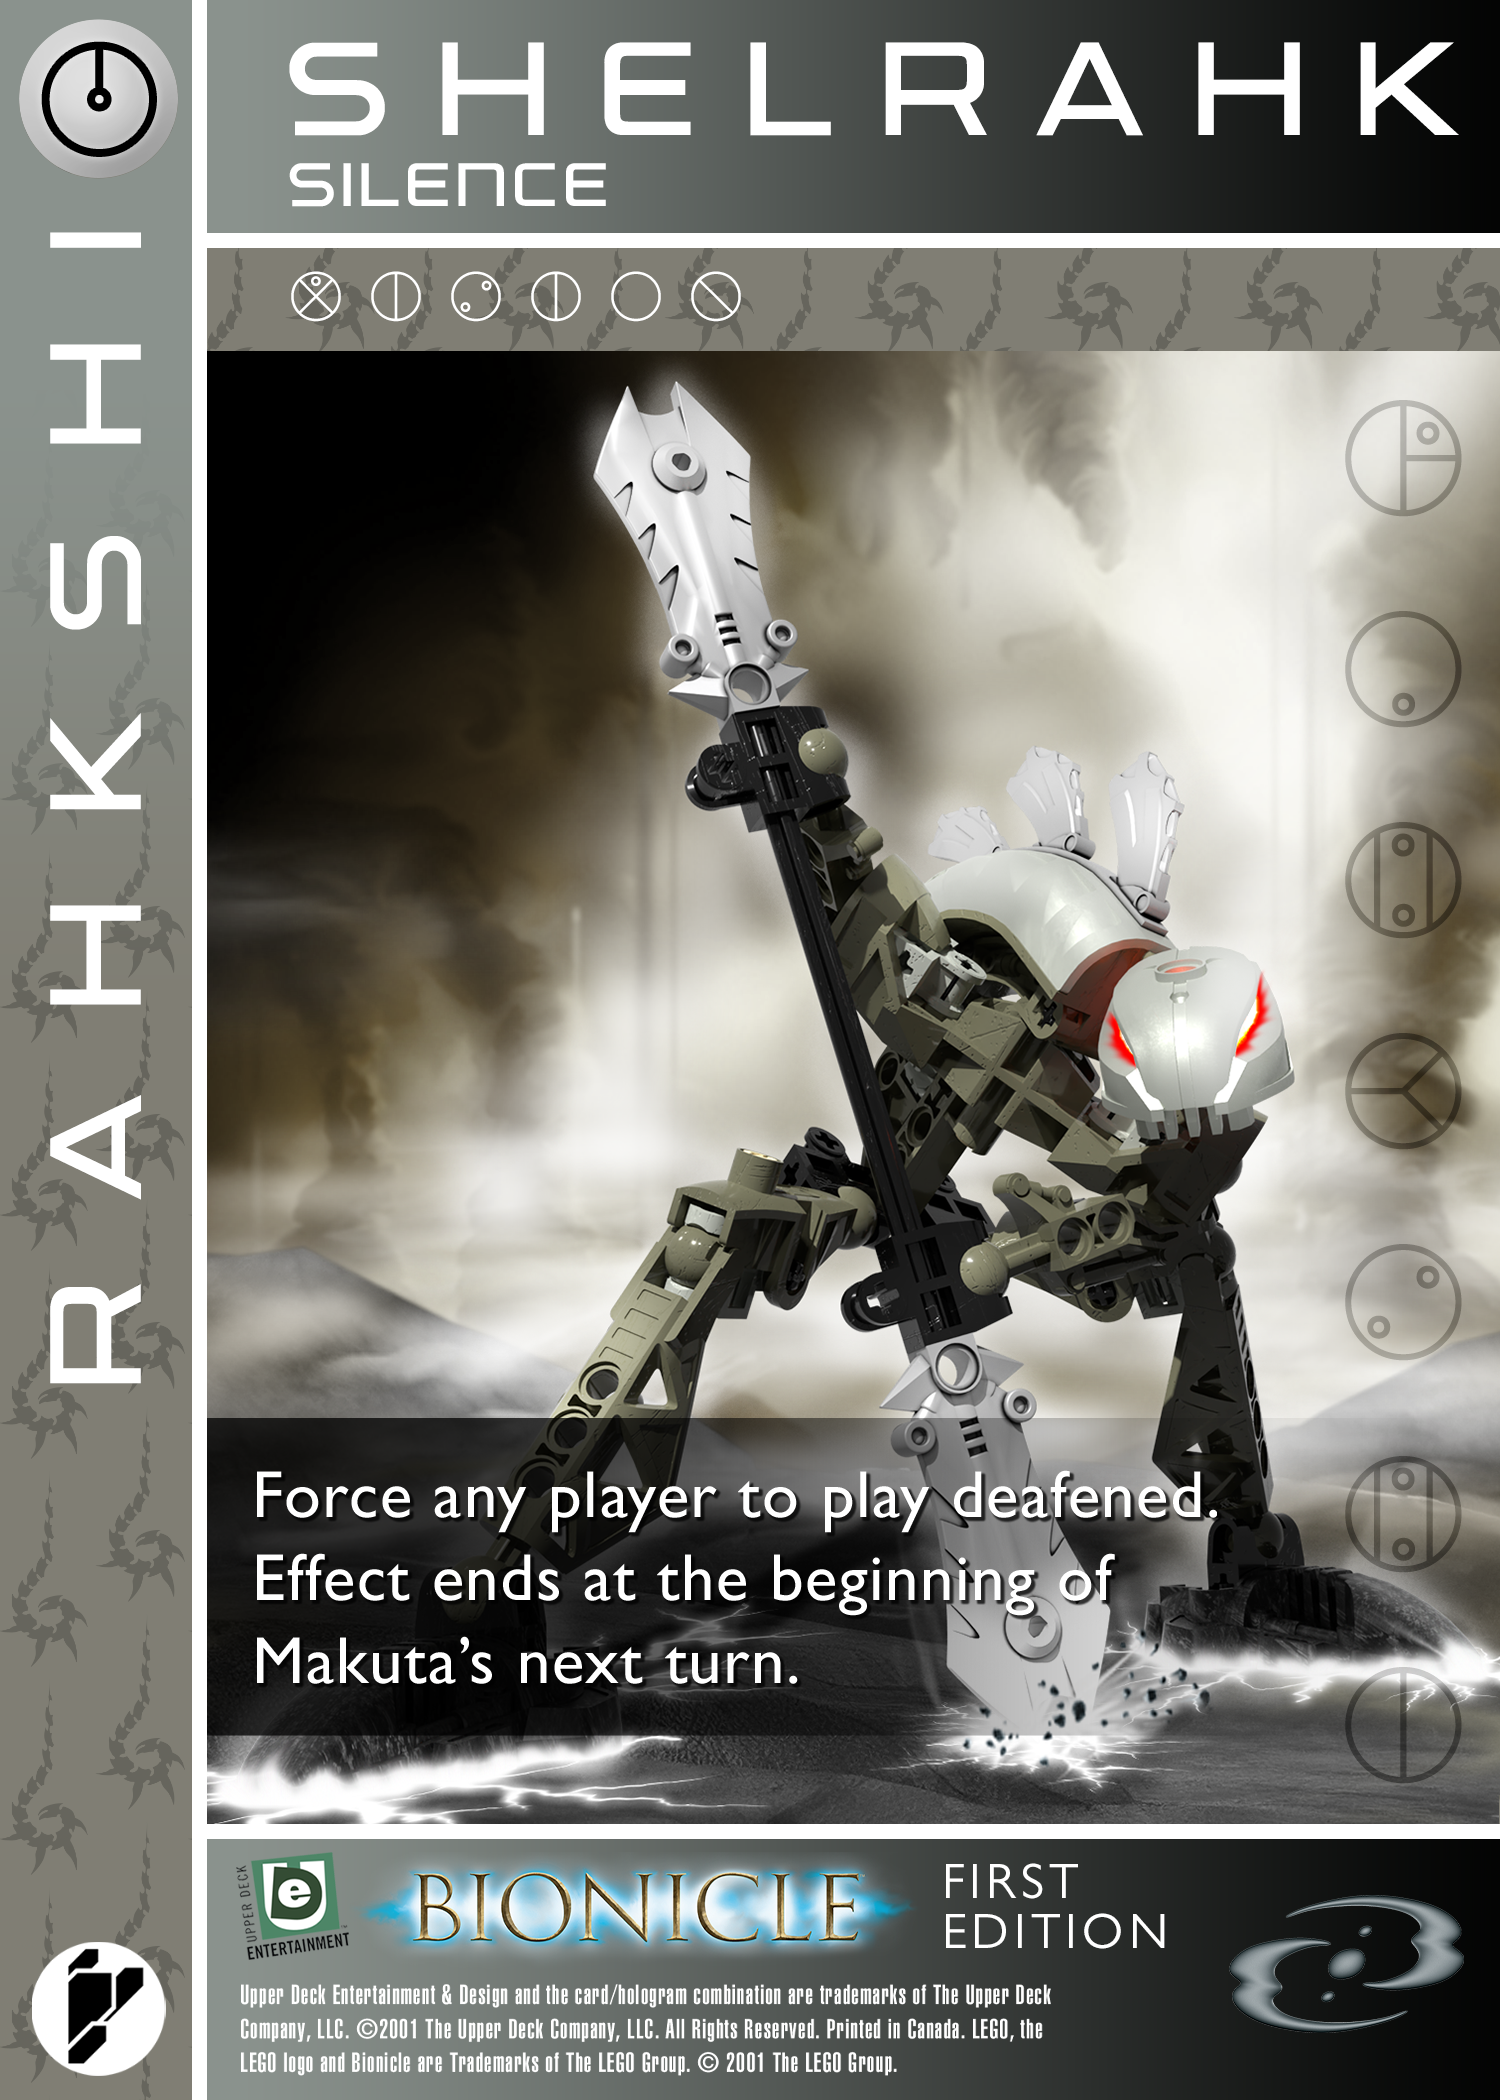 SHELRAHK
SILENCE
RAHKSHI
Force any player to play deafened.
Effect ends at the beginning of
Makuta’s next turn.
UPPER DECK
e
ENTERTAINMENT
BIONICLE
FIRST
EDITION
Upper Deck Entertainment & Design and the card/hologram combination are trademarks of The Upper Deck
Company, LLC. ©2001 The Upper Deck Company, LLC. All Rights Reserved. Printed in Canada. LEGO, the
LEGO logo and Bionicle are Trademarks of The LEGO Group. © 2001 The LEGO Group.